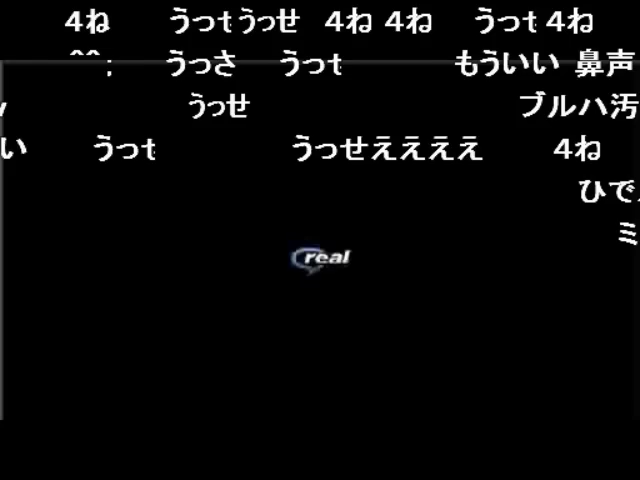 4ね うっt うっせ 4ね 4ね うっt 4ね
^^; うっさ うっt もういい 鼻声
うっせ ブルハ汚
い うっt うっせえええええ 4ね
ひで
ミ
real